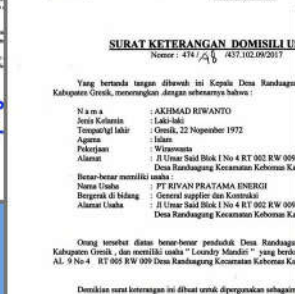 SURAT KETERANGAN DOMISILI U
Nomor : 474 / 48 /437.102.09/2017
Yang bertanda tangan dibawah ini Kepala Desa Randuagu
Kabupaten Gresik, menerangkan dengan sebenarnya bahwa :
Nama : AKHMAD RIWANTO
Jenis Kelamin : Laki-laki
Tempat/tgl lahir : Gresik, 22 Nopember 1972
Agama : Islam
Pekerjaan : Wiraswasta
Alamat : Jl Umar Said Blok I No 4 RT 002 RW 009
Desa Randuagung Kecamatan Kebomas Ka
Benar-benar memiliki usaha :
Nama Usaha : PT RIVAN PRATAMA ENERGI
Bergerak di bidang : General supplier dan Kontruksi
Alamat Usaha : Jl Umar Said Blok I No 4 RT 002 RW 009
Desa Randuagung Kecamatan Kebomas Ka
Orang tersebut diatas benar-benar penduduk Desa Randuag
Kabupaten Gresik , dan memiliki usaha " Loundry Mandiri " yang berdo
AL 9 No 4 RT 005 RW 009 Desa Randuagung Kecamatan Kebomas Ka
Demikian surat keterangan ini dibuat untuk dipergunakan sebagaim